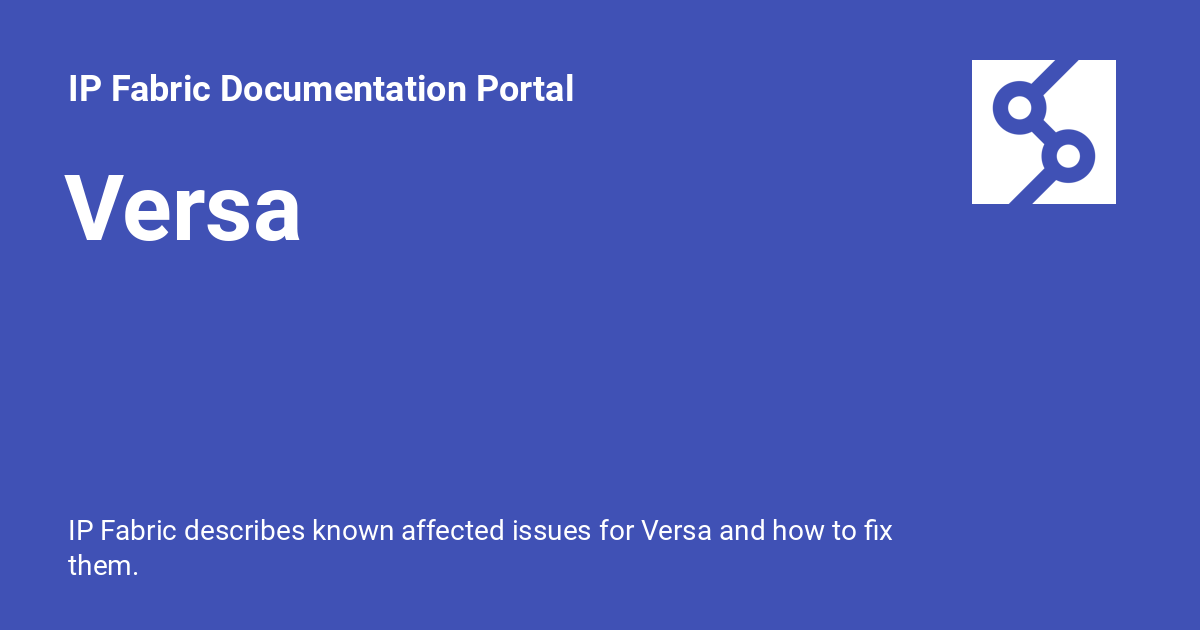 IP Fabric Documentation Portal
Versa
IP Fabric describes known affected issues for Versa and how to fix
them.